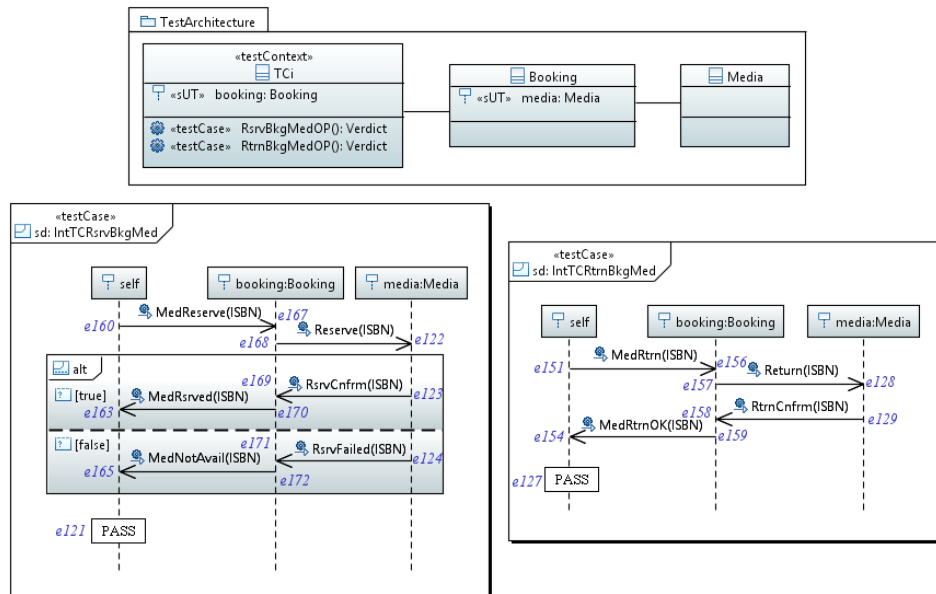 TestArchitecture
«testContext»
TCi
«sUT» booking: Booking
«testCase» RsrvBkgMedOP(): Verdict
«testCase» RtrnBkgMedOP(): Verdict
Booking
«sUT» media: Media
Media
«testCase»
sd: IntTCRsrvBkgMed
self
booking:Booking
media:Media
MedReserve(ISBN)
e160
e167
Reserve(ISBN)
e168
e122
alt
[true]
e169
RsrvCnfrm(ISBN)
MedRsrved(ISBN)
e123
e163
e170
[false]
e171
RsrvFailed(ISBN)
MedNotAvail(ISBN)
e124
e165
e172
e121
PASS
«testCase»
sd: IntTCRtrnBkgMed
self
booking:Booking
media:Media
MedRtrn(ISBN)
e151
e156
Return(ISBN)
e157
e128
RtrnCnfrm(ISBN)
e158
e129
MedRtrnOK(ISBN)
e154
e159
e127
PASS